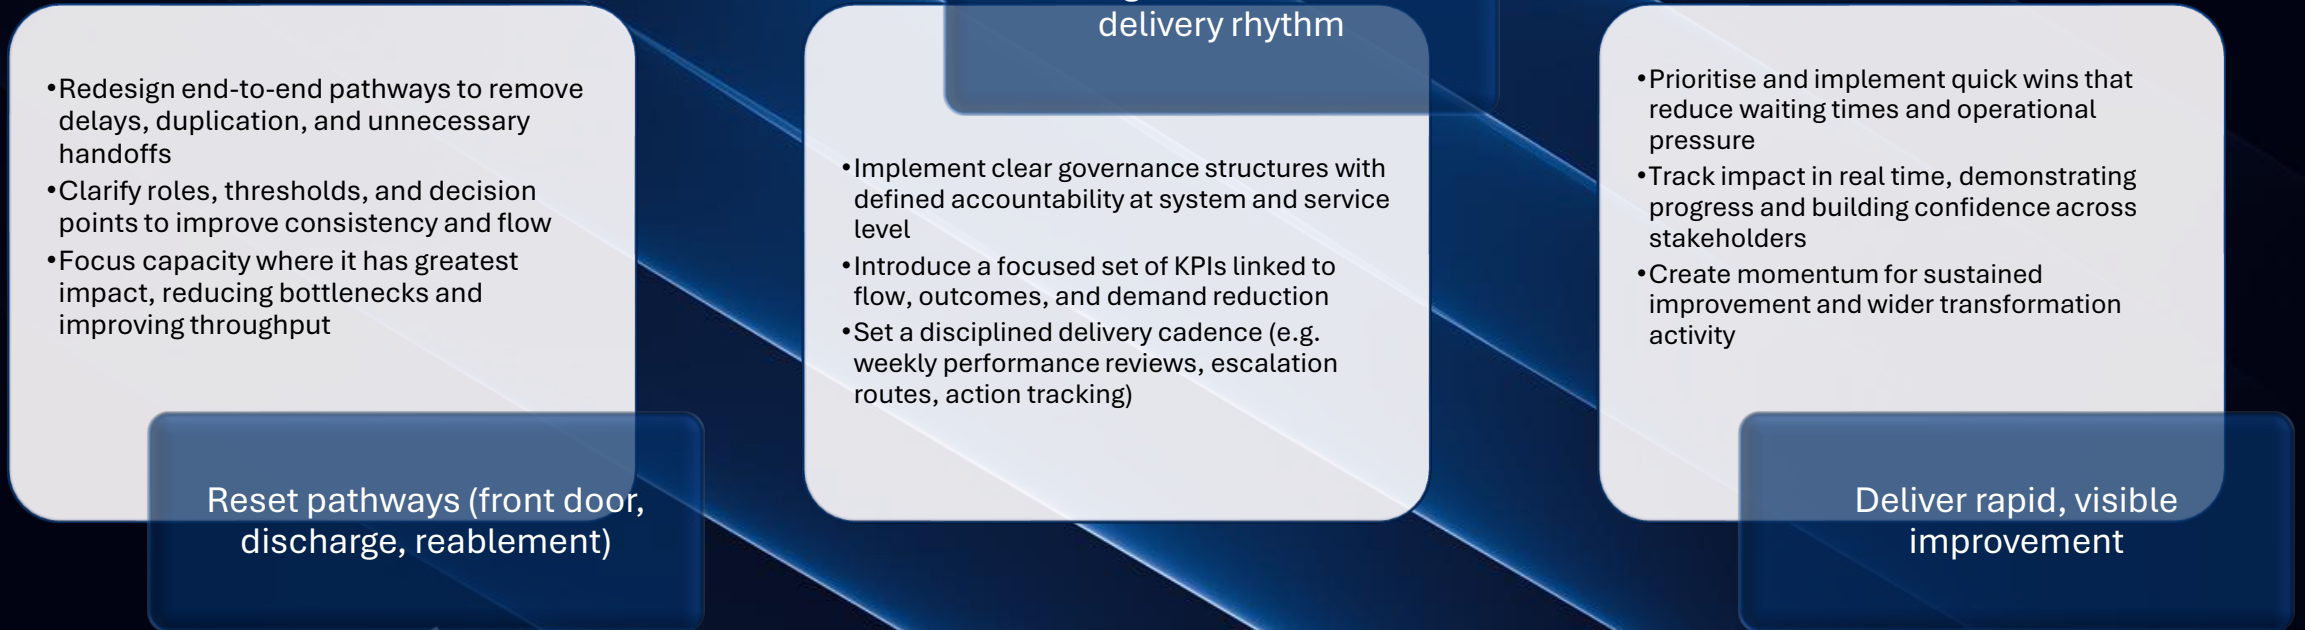 •Redesign end-to-end pathways to remove
delays, duplication, and unnecessary
handoffs
•Clarify roles, thresholds, and decision
points to improve consistency and flow
•Focus capacity where it has greatest
impact, reducing bottlenecks and
improving throughput
Reset pathways (front door,
discharge, reablement)
delivery rhythm
•Implement clear governance structures with
defined accountability at system and service
level
•Introduce a focused set of KPIs linked to
flow, outcomes, and demand reduction
•Set a disciplined delivery cadence (e.g.
weekly performance reviews, escalation
routes, action tracking)
•Prioritise and implement quick wins that
reduce waiting times and operational
pressure
•Track impact in real time, demonstrating
progress and building confidence across
stakeholders
•Create momentum for sustained
improvement and wider transformation
activity
Deliver rapid, visible
improvement